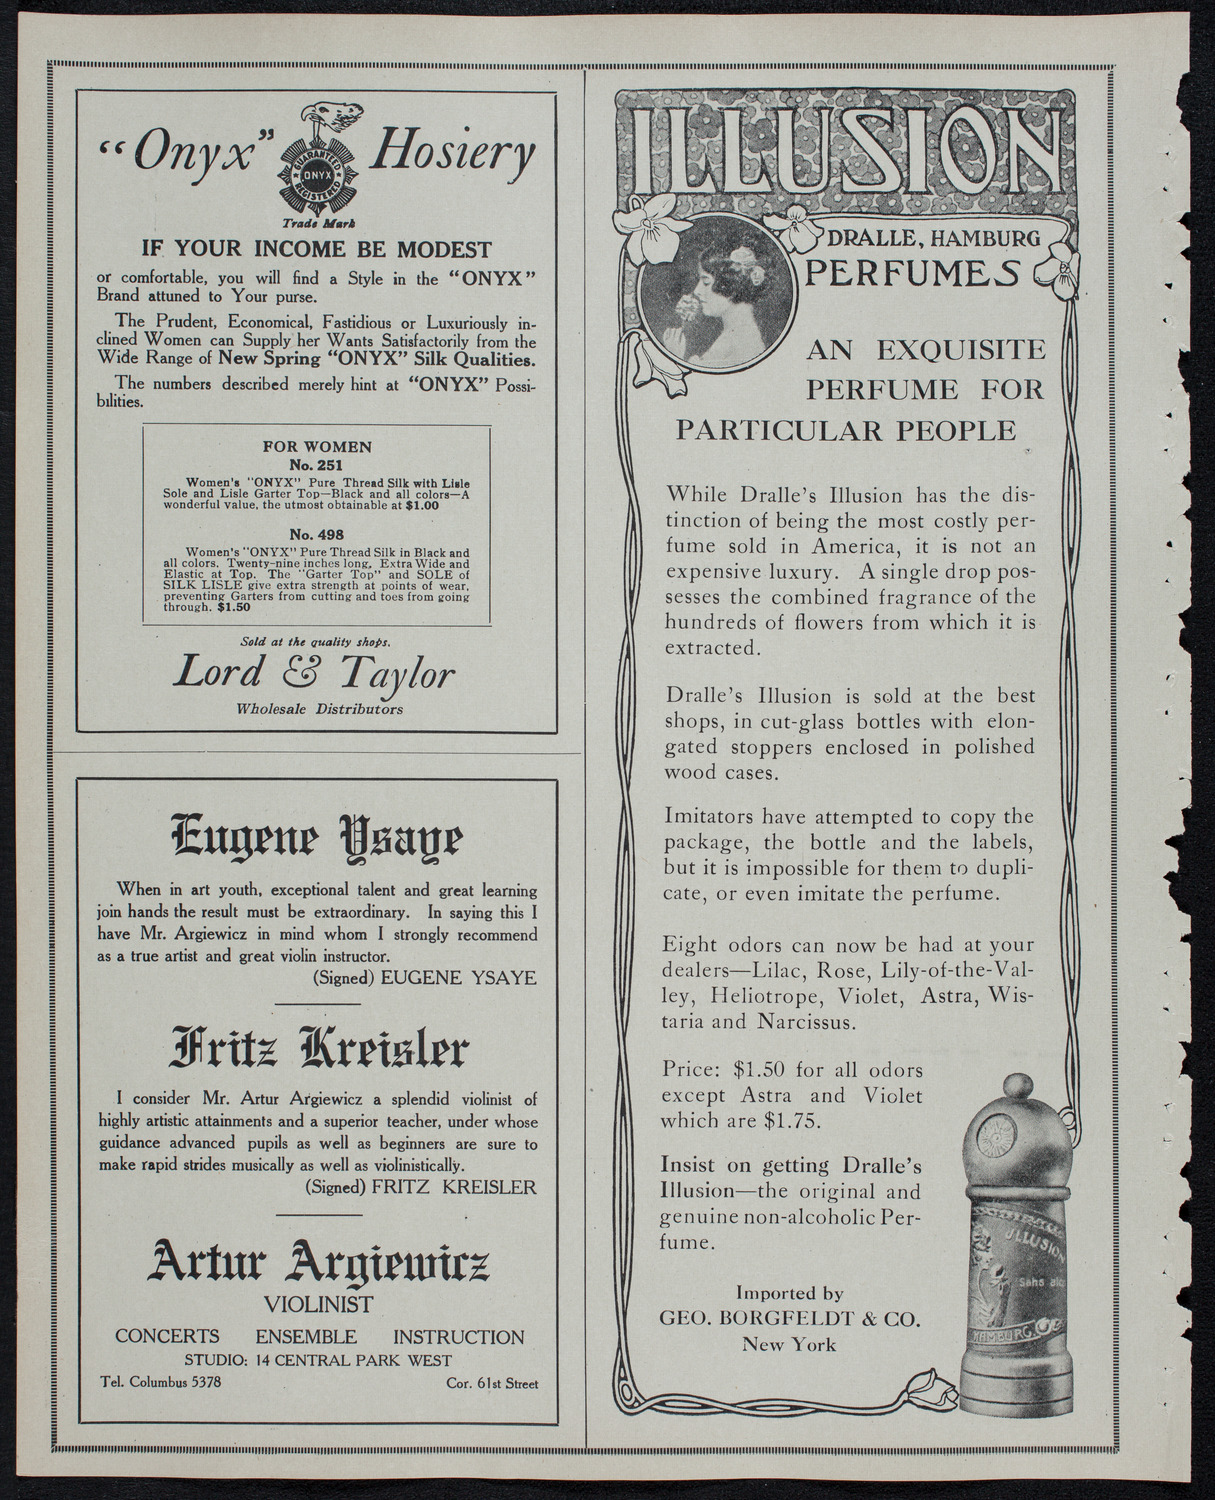 "Onyx" Hosiery
GUARANTEED
ONYX
REGISTERED
Trade Mark
IF YOUR INCOME BE MODEST
or comfortable, you will find a Style in the "ONYX"
Brand attuned to Your purse.
The Prudent, Economical, Fastidious or Luxuriously in-
clined Women can Supply her Wants Satisfactorily from the
Wide Range of New Spring "ONYX" Silk Qualities.
The numbers described merely hint at "ONYX" Possi-
bilities.
FOR WOMEN
No. 251
Women's "ONYX" Pure Thread Silk with Lisle
Sole and Lisle Garter Top—Black and all colors—A
wonderful value, the utmost obtainable at $1.00
No. 498
Women's "ONYX" Pure Thread Silk in Black and
all colors. Twenty-nine inches long, Extra Wide and
Elastic at Top. The "Garter Top" and SOLE of
SILK LISLE give extra strength at points of wear,
preventing Garters from cutting and toes from going
through. $1.50
Sold at the quality shops.
Lord & Taylor
Wholesale Distributors
Eugene Ysaye
When in art youth, exceptional talent and great learning
join hands the result must be extraordinary. In saying this I
have Mr. Argiewicz in mind whom I strongly recommend
as a true artist and great violin instructor.
(Signed) EUGENE YSAYE
Fritz Kreisler
I consider Mr. Artur Argiewicz a splendid violinist of
highly artistic attainments and a superior teacher, under whose
guidance advanced pupils as well as beginners are sure to
make rapid strides musically as well as violinistically.
(Signed) FRITZ KREISLER
Artur Argiewicz
VIOLINIST
CONCERTS ENSEMBLE INSTRUCTION
STUDIO: 14 CENTRAL PARK WEST
Tel. Columbus 5378 Cor. 61st Street
ILLUSION
DRALLE, HAMBURG
PERFUMES
AN EXQUISITE
PERFUME FOR
PARTICULAR PEOPLE
While Dralle's Illusion has the dis-
tinction of being the most costly per-
fume sold in America, it is not an
expensive luxury. A single drop pos-
sesses the combined fragrance of the
hundreds of flowers from which it is
extracted.
Dralle's Illusion is sold at the best
shops, in cut-glass bottles with elon-
gated stoppers enclosed in polished
wood cases.
Imitators have attempted to copy the
package, the bottle and the labels,
but it is impossible for them to dupli-
cate, or even imitate the perfume.
Eight odors can now be had at your
dealers—Lilac, Rose, Lily-of-the-Val-
ley, Heliotrope, Violet, Astra, Wis-
taria and Narcissus.
Price: $1.50 for all odors
except Astra and Violet
which are $1.75.
Insist on getting Dralle's
Illusion—the original and
genuine non-alcoholic Per-
fume.
Imported by
GEO. BORGFELDT & CO.
New York
ILLUSION
Sans alc
HAMBURG